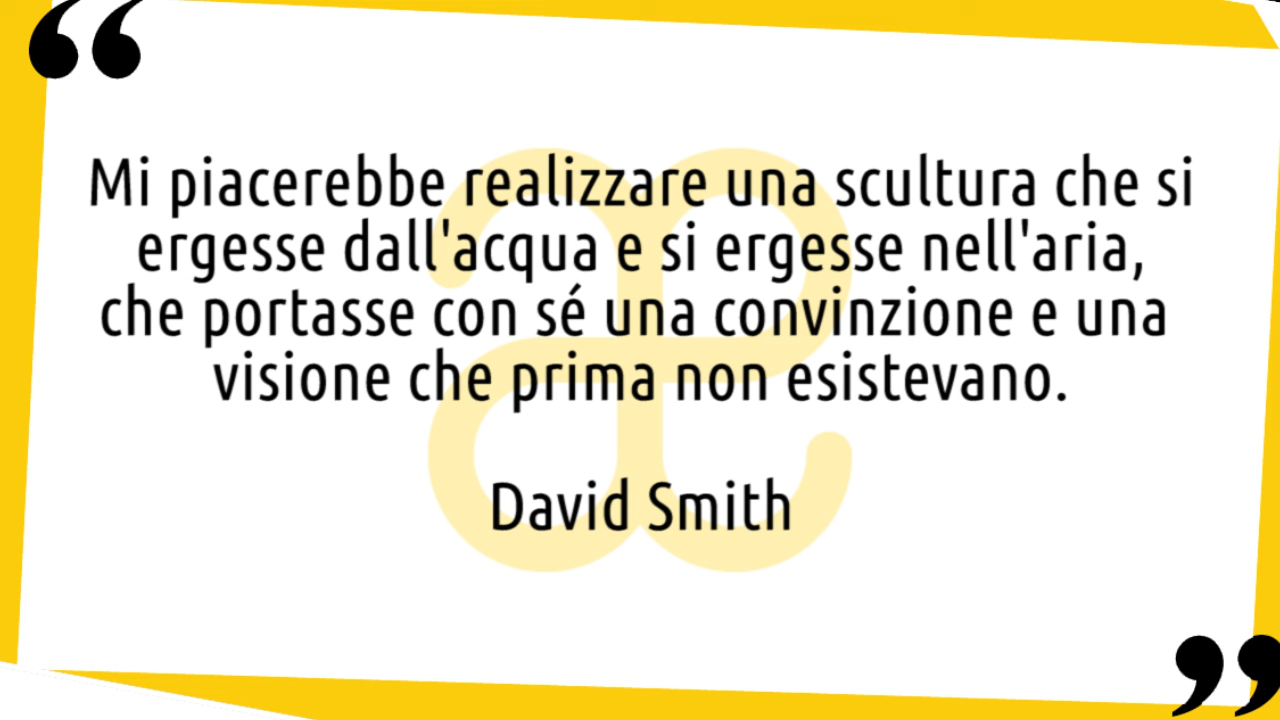 Mi piacerebbe realizzare una scultura che si
ergesse dall'acqua e si ergesse nell'aria,
che portasse con sé una convinzione e una
visione che prima non esistevano.
David Smith